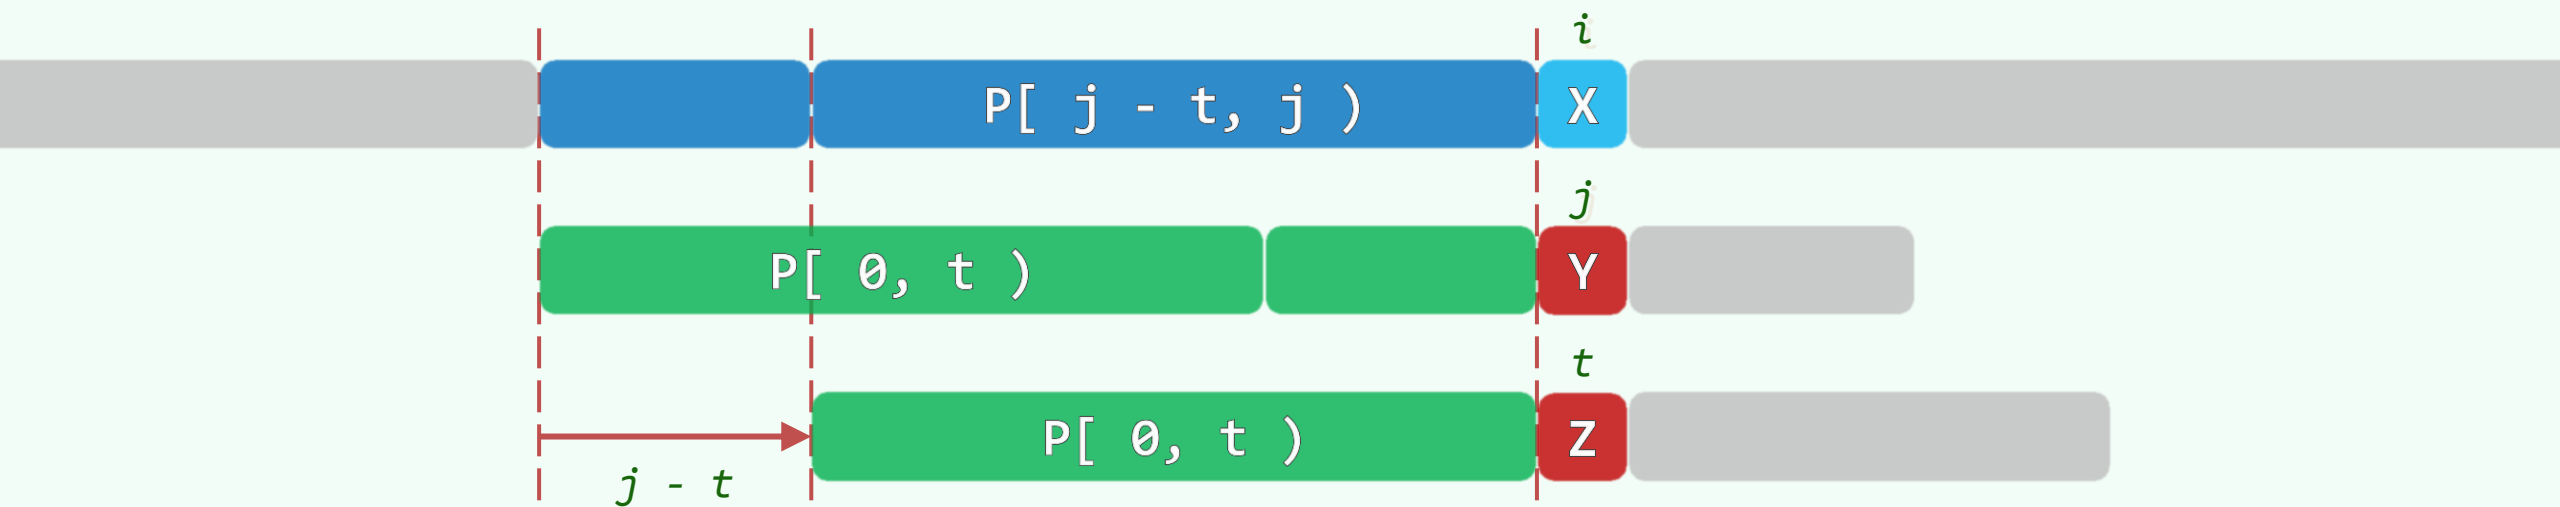 i
P[ j - t, j )
X
j
P[ 0, t )
Y
t
P[ 0, t )
Z
j - t